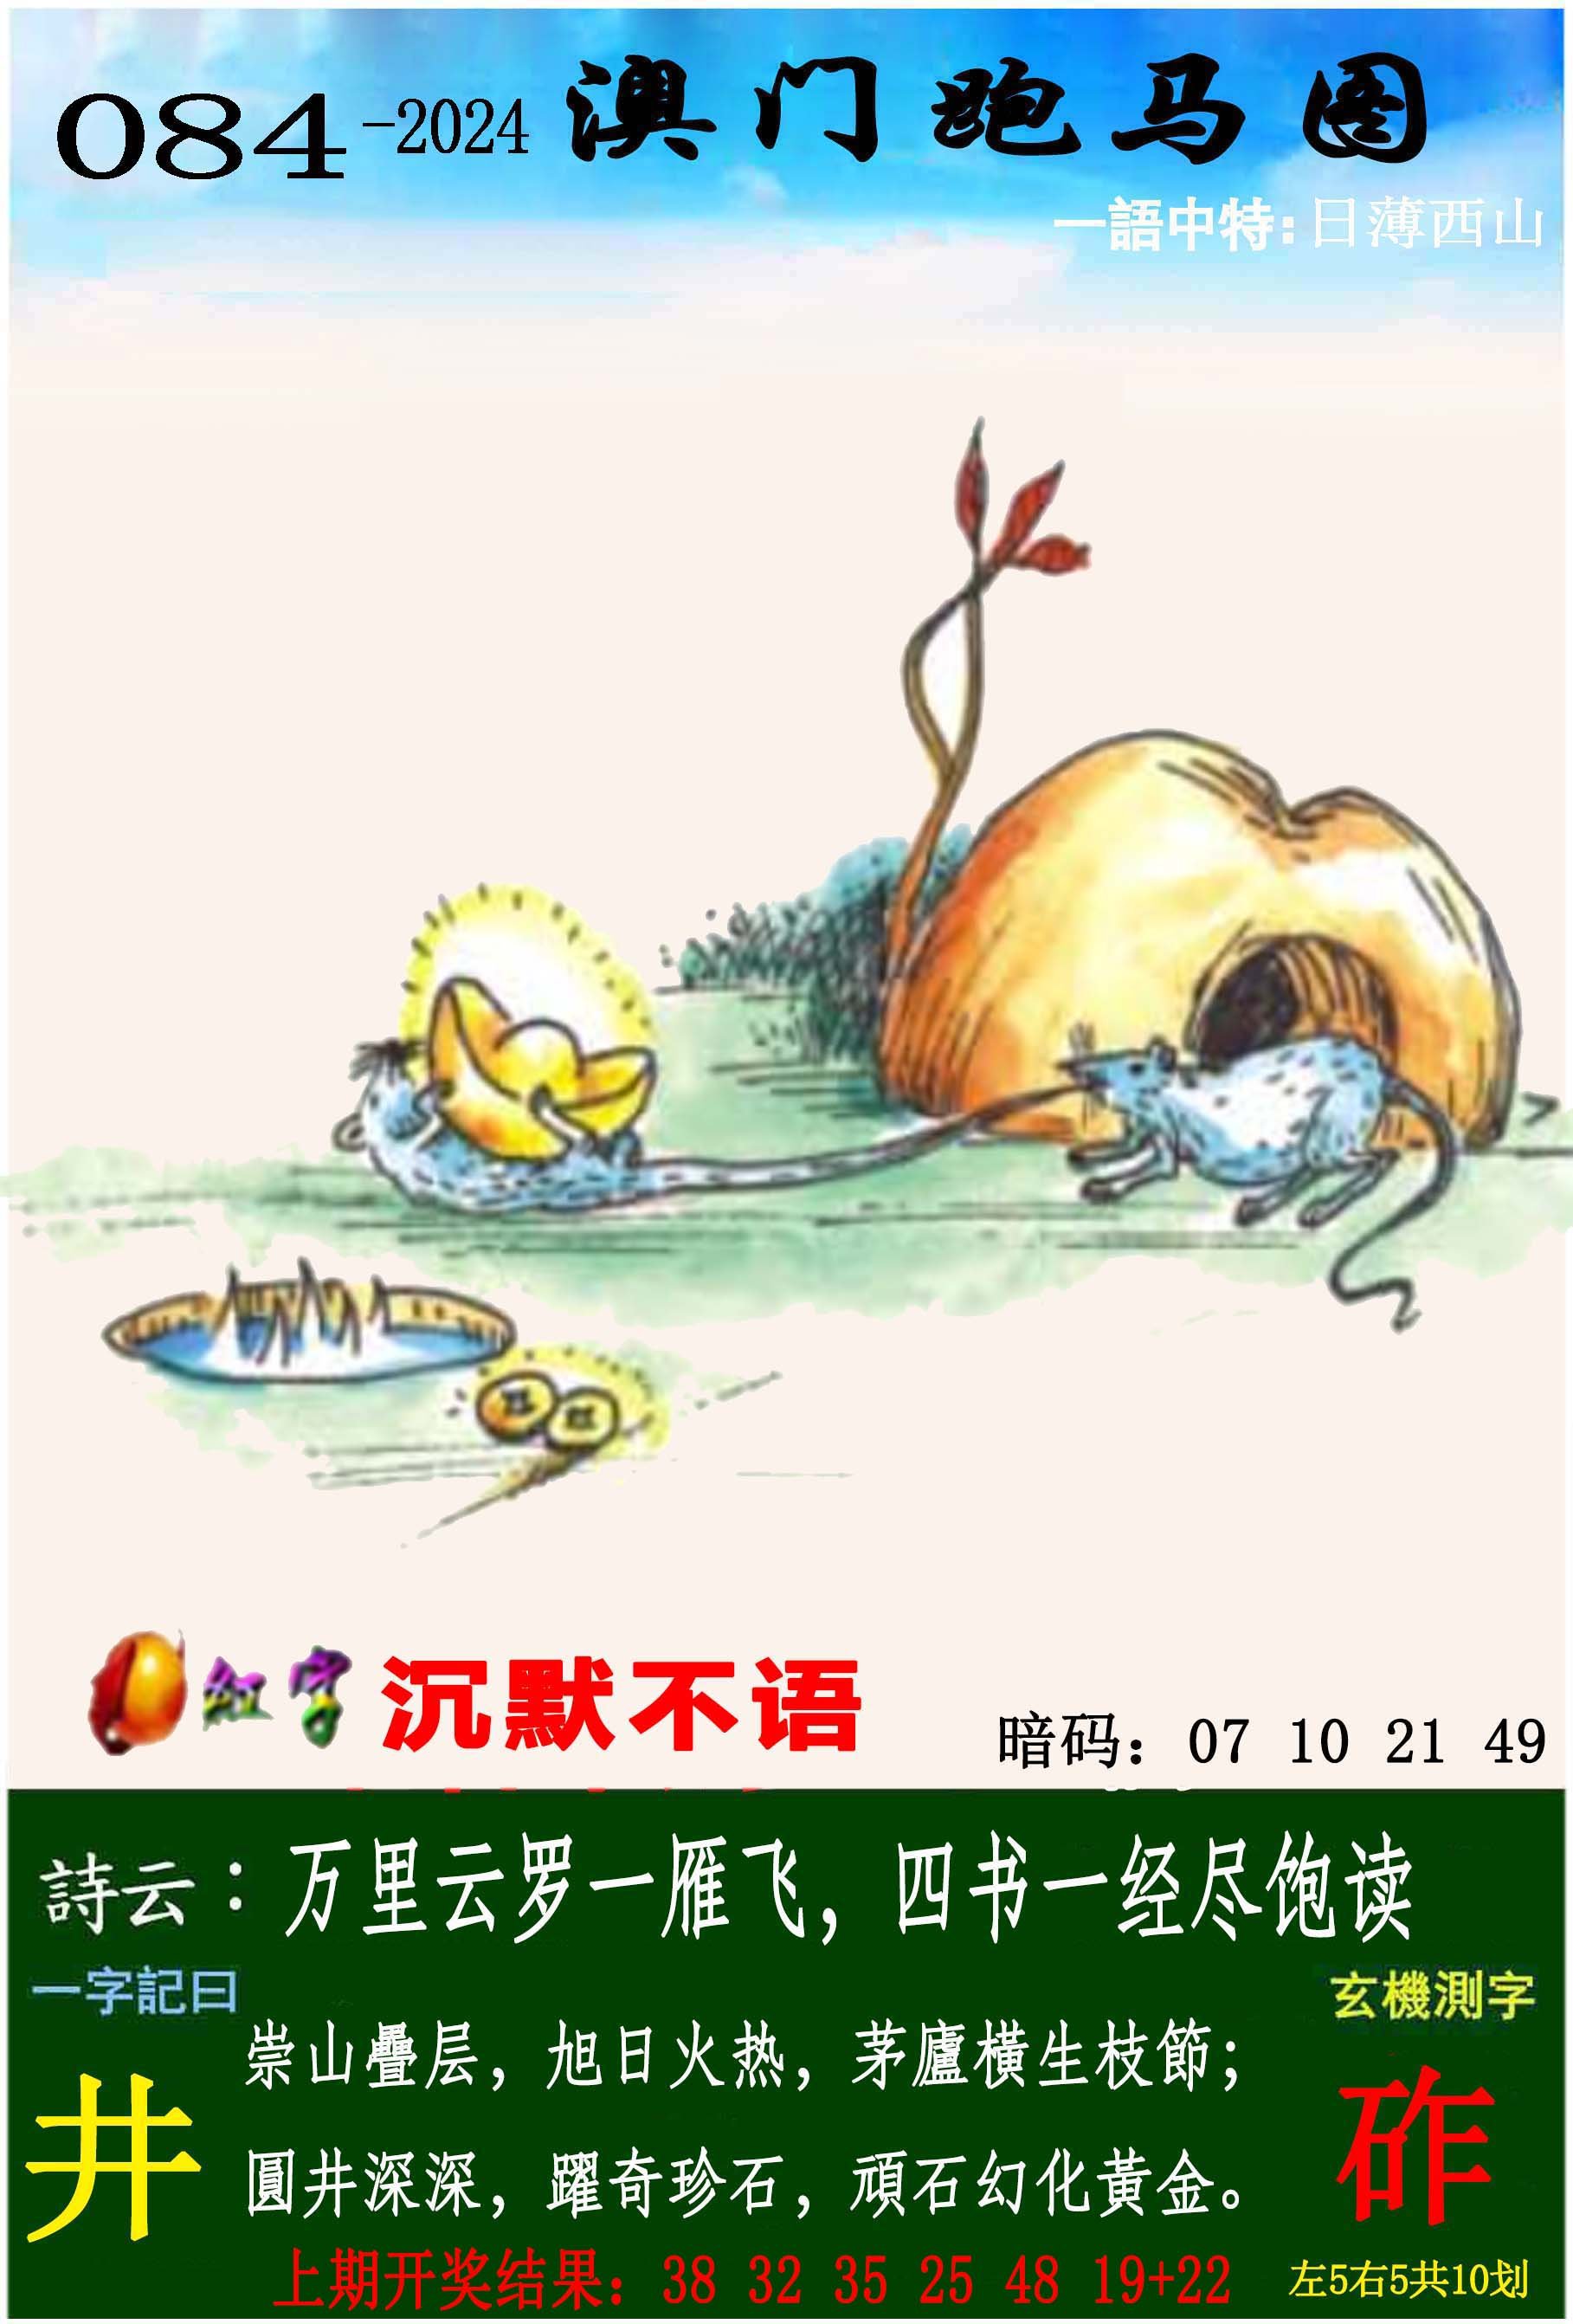 084-2024 澳门跑马图
一語中特:日薄西山
红字 沉默不语
暗码：07 10 21 49
詩云：万里云罗一雁飞，四书一经尽饱读
一字記曰
井
崇山疊层，旭日火热，茅廬橫生枝節；
圓井深深，躍奇珍石，頑石幻化黃金。
玄機測字
砟
左5右5共10划
上期开奖结果：38 32 35 25 48 19+22